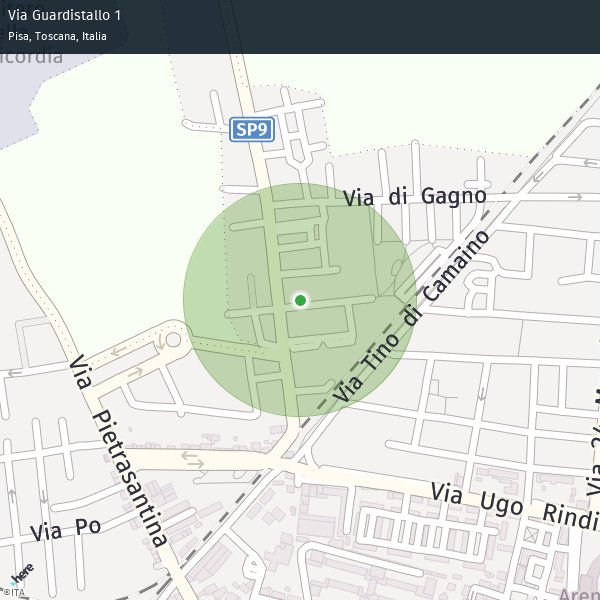 Via Guardistallo 1
Pisa, Toscana, Italia
icordia
SP9
Via di Gagno
Via Tino di Camaino
Via Pietrasantina
Via Po
Via Ugo Rindi
Via 24 M
Aren
here
©ITA